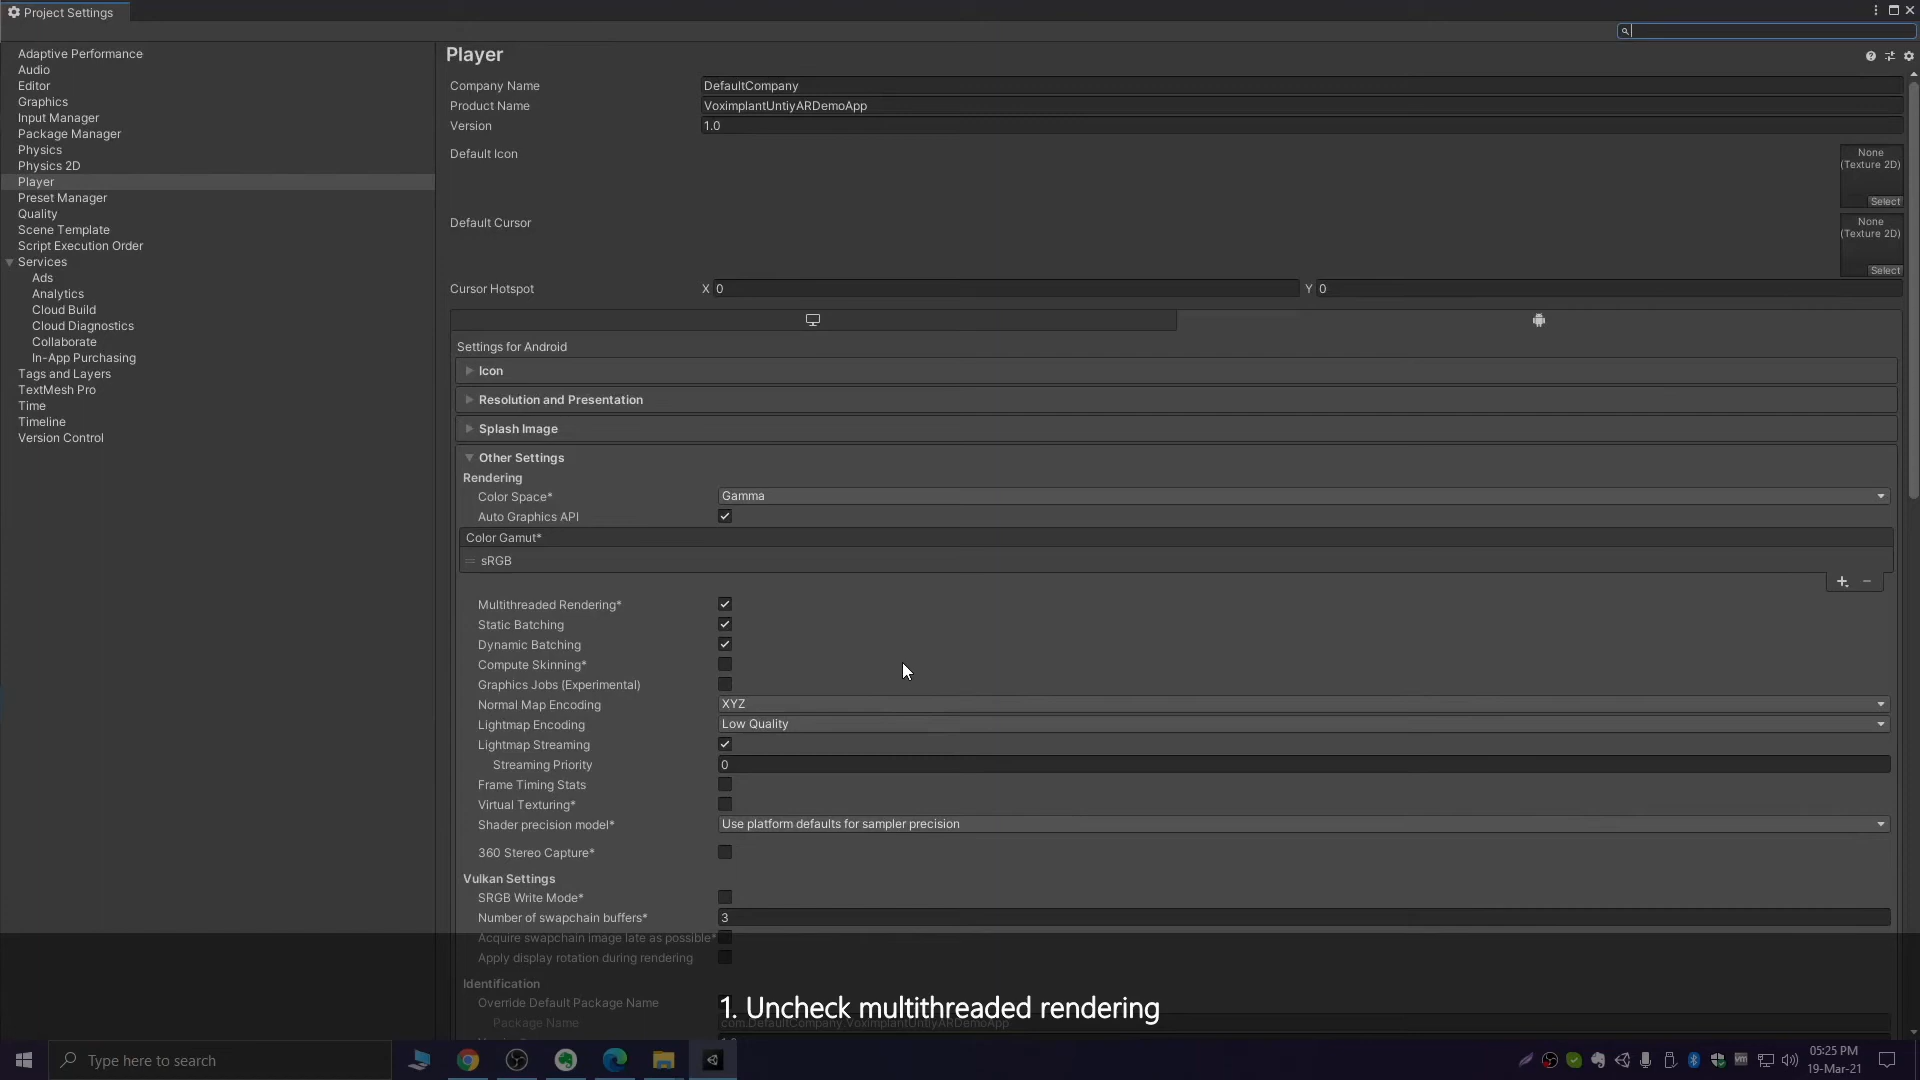 Project Settings
Adaptive Performance
Audio
Editor
Graphics
Input Manager
Package Manager
Physics
Physics 2D
Player
Preset Manager
Quality
Scene Template
Script Execution Order
Services
Ads
Analytics
Cloud Build
Cloud Diagnostics
Collaborate
In-App Purchasing
Tags and Layers
TextMesh Pro
Time
Timeline
Version Control
Player
Company Name DefaultCompany
Product Name VoximplantUntiyARDemoApp
Version 1.0
Default Icon
None
(Texture 2D)
Select
Default Cursor
None
(Texture 2D)
Select
Cursor Hotspot X 0 Y 0
Settings for Android
Icon
Resolution and Presentation
Splash Image
Other Settings
Rendering
Color Space* Gamma
Auto Graphics API
Color Gamut*
sRGB
Multithreaded Rendering*
Static Batching
Dynamic Batching
Compute Skinning*
Graphics Jobs (Experimental)
Normal Map Encoding XYZ
Lightmap Encoding Low Quality
Lightmap Streaming
Streaming Priority 0
Frame Timing Stats
Virtual Texturing*
Shader precision model* Use platform defaults for sampler precision
360 Stereo Capture*
Vulkan Settings
SRGB Write Mode*
Number of swapchain buffers* 3
Acquire swapchain image late as possible*
Apply display rotation during rendering
Identification
Override Default Package Name
1. Uncheck multithreaded rendering
Package Name com.DefaultCompany.VoximplantUntiyARDemoApp
Type here to search
05:25 PM
19-Mar-21